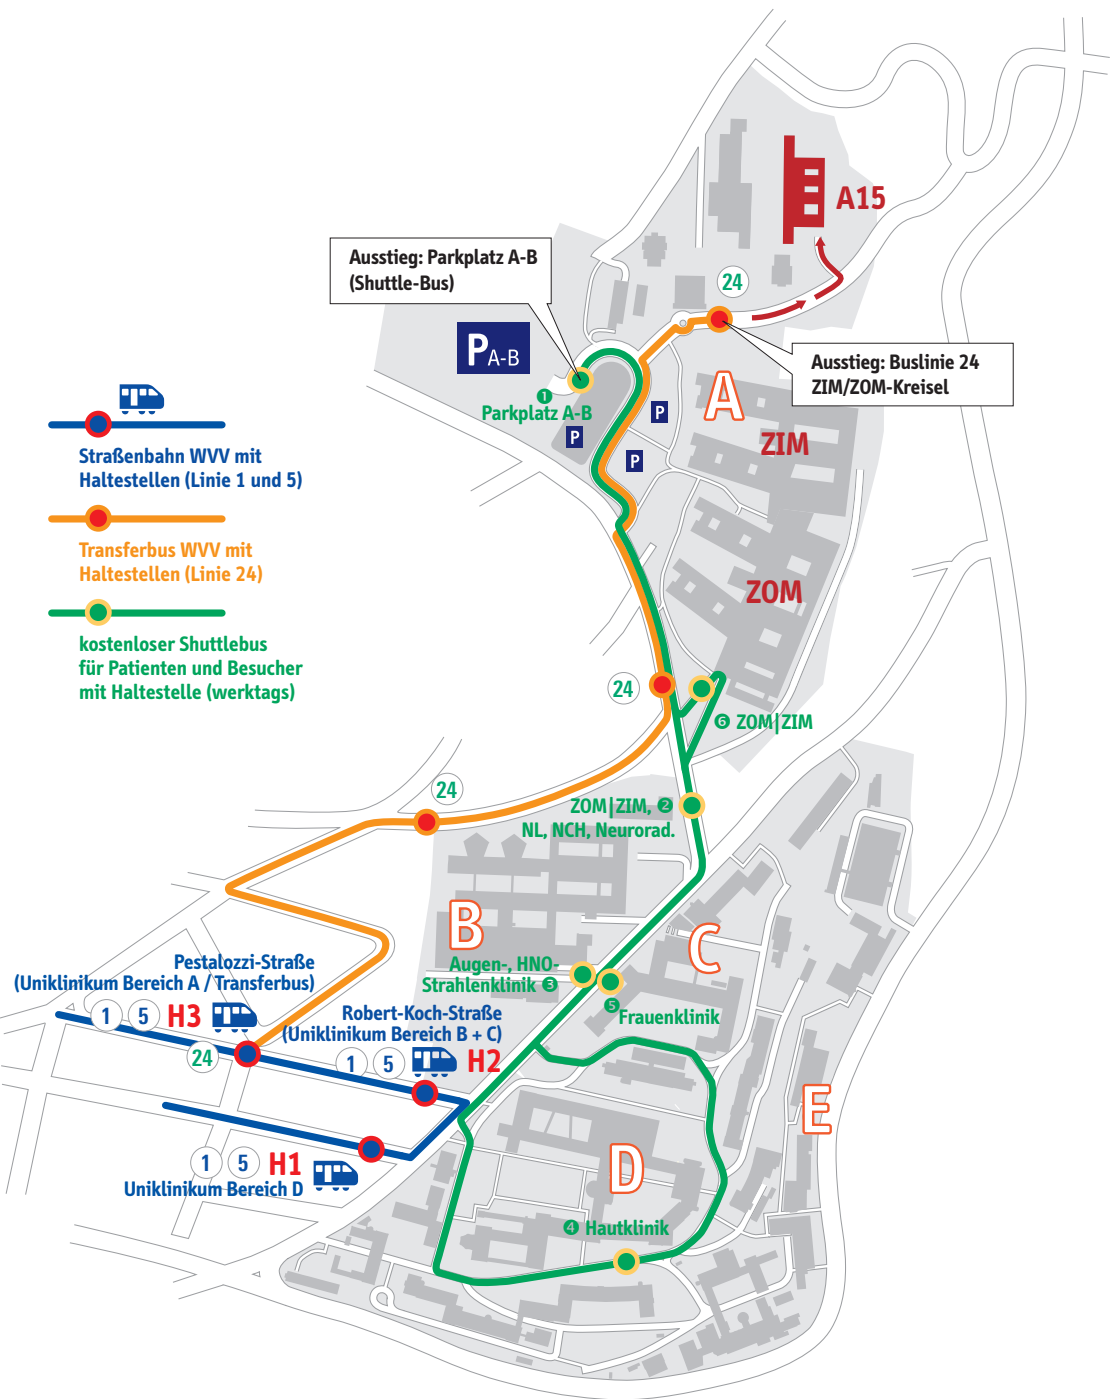 A15
Ausstieg: Parkplatz A-B
(Shuttle-Bus)
24
PA-B
Ausstieg: Buslinie 24
ZIM/ZOM-Kreisel
1
Parkplatz A-B
P
P
P
A
ZIM
Straßenbahn WVV mit
Haltestellen (Linie 1 und 5)
Transferbus WVV mit
Haltestellen (Linie 24)
ZOM
kostenloser Shuttlebus
für Patienten und Besucher
mit Haltestelle (werktags)
24
6 ZOM|ZIM
24
ZOM|ZIM, 2
NL, NCH, Neurorad.
B
C
Augen-, HNO-
Strahlenklinik 3
Pestalozzi-Straße
(Uniklinikum Bereich A / Transferbus)
1 5 H3
24
Robert-Koch-Straße
(Uniklinikum Bereich B + C)
1 5 H2
5
Frauenklinik
E
D
1 5 H1
Uniklinikum Bereich D
4 Hautklinik